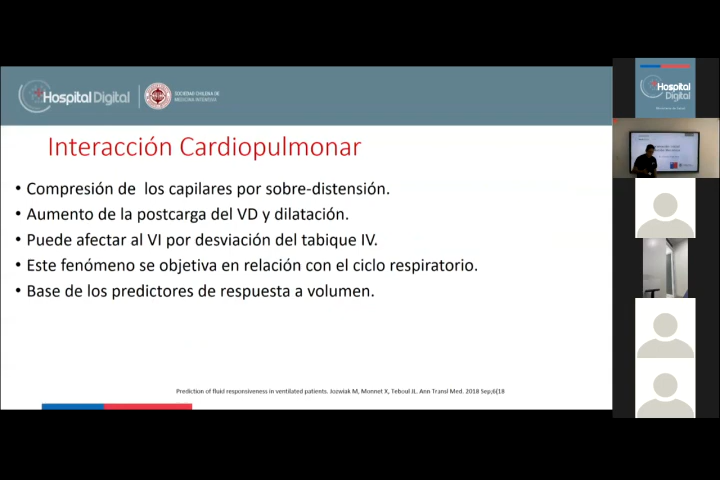 Hospital Digital
SOCIEDAD CHILENA DE
MEDICINA INTENSIVA
Interacción Cardiopulmonar
• Compresión de los capilares por sobre-distensión.
• Aumento de la postcarga del VD y dilatación.
• Puede afectar al VI por desviación del tabique IV.
• Este fenómeno se objetiva en relación con el ciclo respiratorio.
• Base de los predictores de respuesta a volumen.
Prediction of fluid responsiveness in ventilated patients. Jozwiak M, Monnet X, Teboul JL. Ann Transl Med. 2018 Sep;6(18
Hospital
Digital